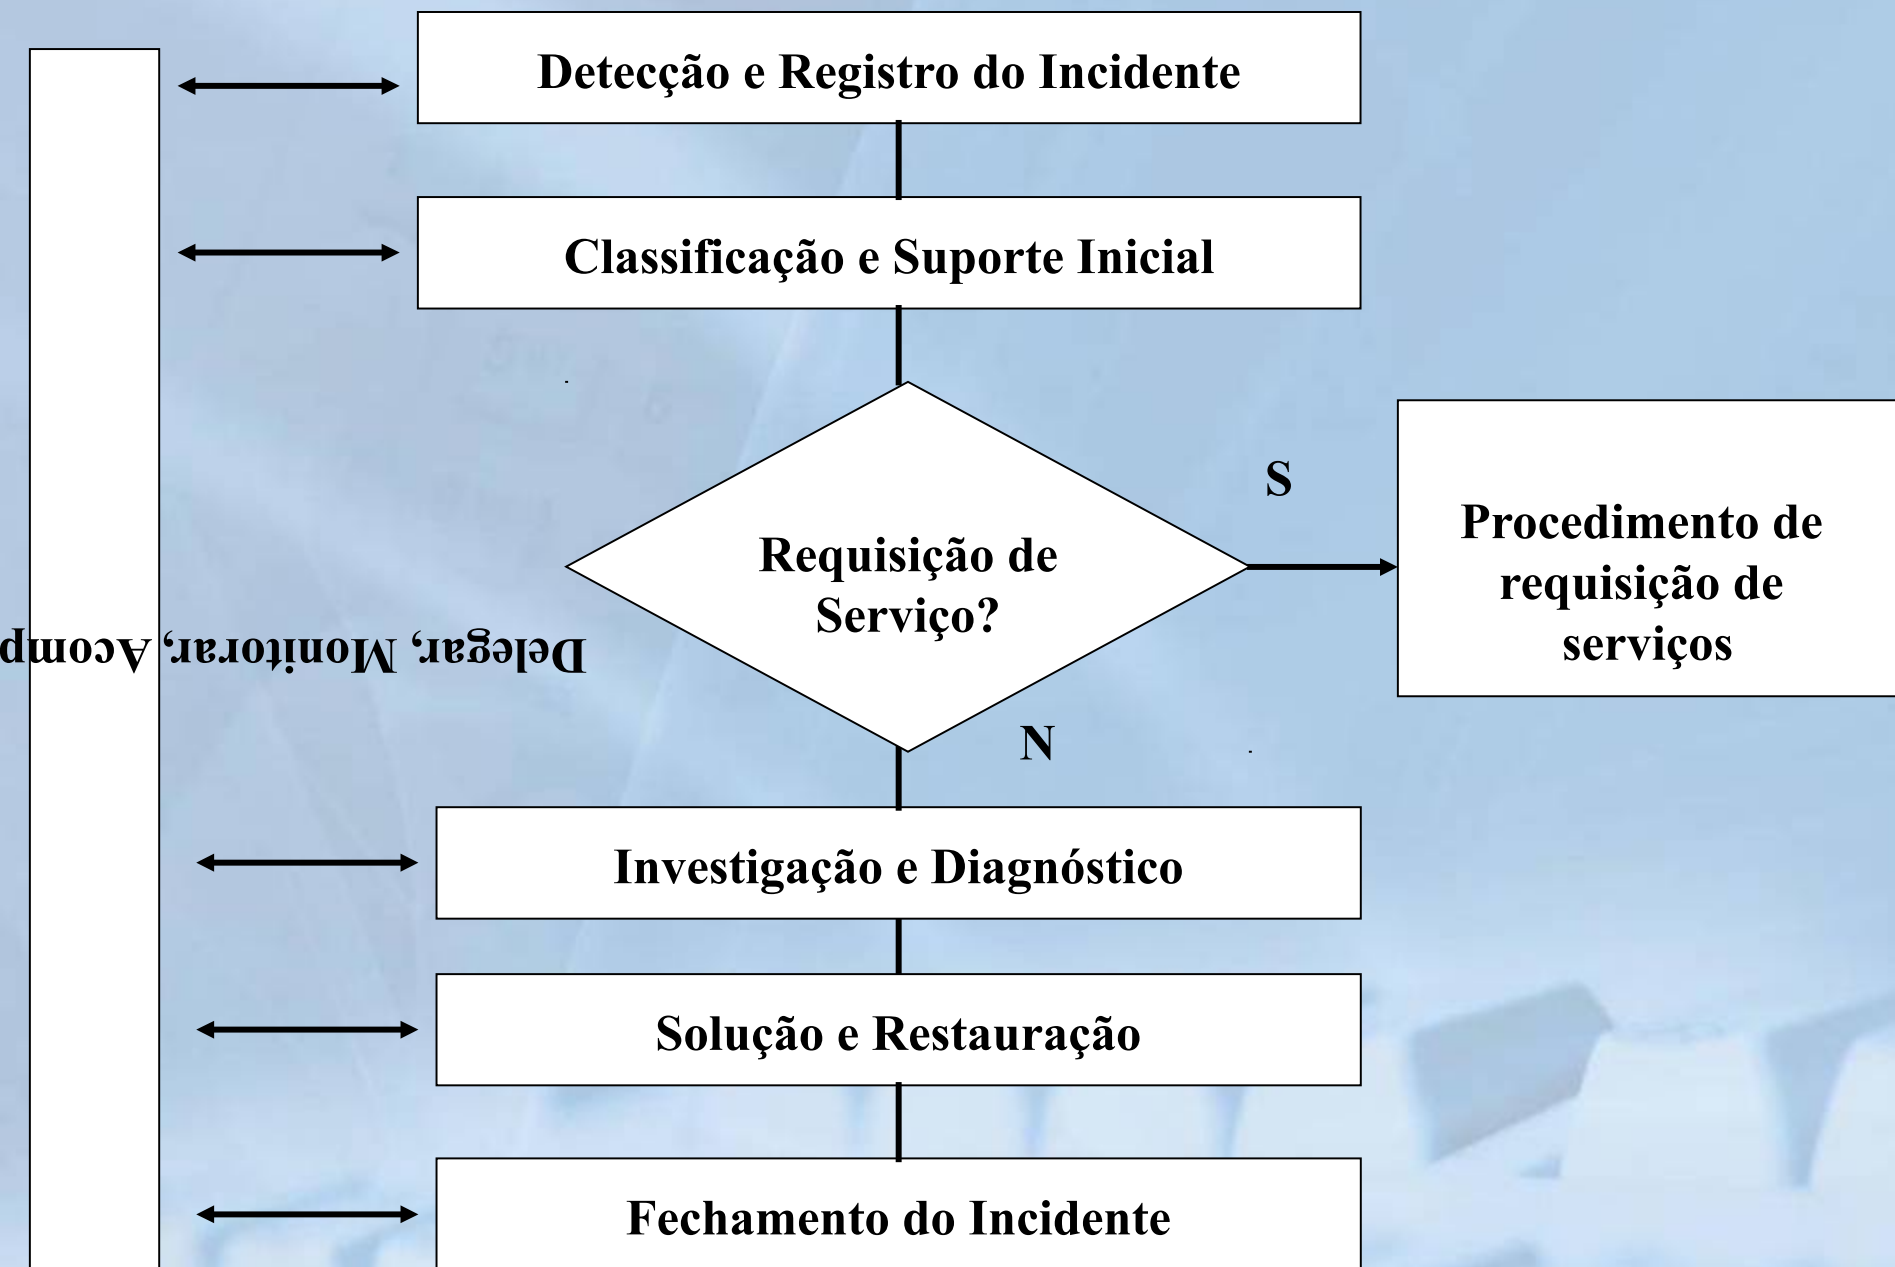 Detecção e Registro do Incidente
Classificação e Suporte Inicial
S
Requisição de
Serviço?
Procedimento de
requisição de
serviços
Delegar, Monitorar,
N
Investigação e Diagnóstico
Solução e Restauração
Fechamento do Incidente